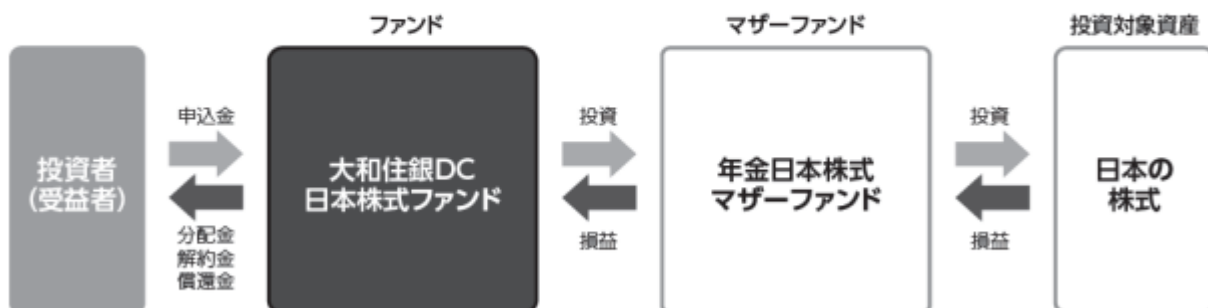 ファンド
マザーファンド
投資対象資産
投資者
(受益者)
申込金
分配金
解約金
償還金
大和住銀DC
日本株式ファンド
投資
損益
年金日本株式
マザーファンド
投資
損益
日本の
株式